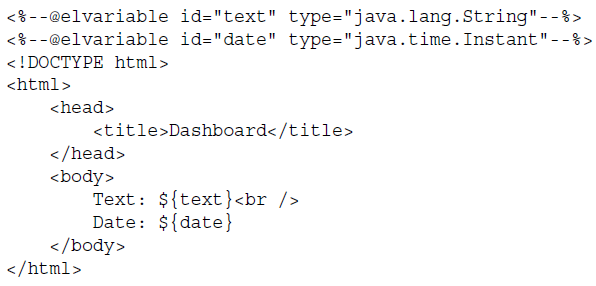 <%--@elvariable id="text" type="java.lang.String"--%>
<%--@elvariable id="date" type="java.time.Instant"--%>
<!DOCTYPE html>
<html>
    <head>
        <title>Dashboard</title>
    </head>
    <body>
        Text: ${text}<br />
        Date: ${date}
    </body>
</html>